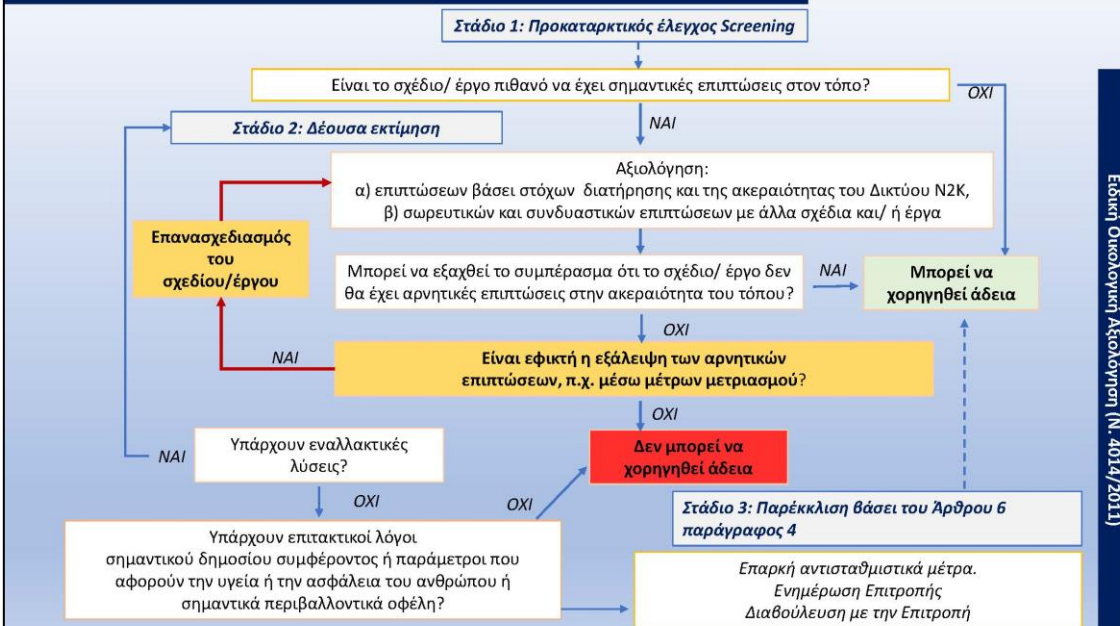 Στάδιο 1: Προκαταρκτικός έλεγχος Screening
Είναι το σχέδιο/ έργο πιθανό να έχει σημαντικές επιπτώσεις στον τόπο?
ΟΧΙ
ΝΑΙ
Στάδιο 2: Δέουσα εκτίμηση
Αξιολόγηση:
α) επιπτώσεων βάσει στόχων διατήρησης και της ακεραιότητας του Δικτύου Ν2Κ,
β) σωρευτικών και συνδυαστικών επιπτώσεων με άλλα σχέδια και/ ή έργα
Επανασχεδιασμός
του
σχεδίου/έργου
Μπορεί να εξαχθεί το συμπέρασμα ότι το σχέδιο/ έργο δεν
θα έχει αρνητικές επιπτώσεις στην ακεραιότητα του τόπου?
ΝΑΙ
Μπορεί να
χορηγηθεί άδεια
ΟΧΙ
ΝΑΙ
Είναι εφικτή η εξάλειψη των αρνητικών
επιπτώσεων, π.χ. μέσω μέτρων μετριασμού?
ΟΧΙ
Δεν μπορεί να
χορηγηθεί άδεια
ΝΑΙ
Υπάρχουν εναλλακτικές
λύσεις?
ΟΧΙ
ΟΧΙ
Υπάρχουν επιτακτικοί λόγοι
σημαντικού δημοσίου συμφέροντος ή παράμετροι που
αφορούν την υγεία ή την ασφάλεια του ανθρώπου ή
σημαντικά περιβαλλοντικά οφέλη?
Στάδιο 3: Παρέκκλιση βάσει του Άρθρου 6
παράγραφος 4
Επαρκή αντισταθμιστικά μέτρα.
Ενημέρωση Επιτροπής
Διαβούλευση με την Επιτροπή
Ειδική Οικολογική Αξιολόγηση (Ν. 4014/2011)